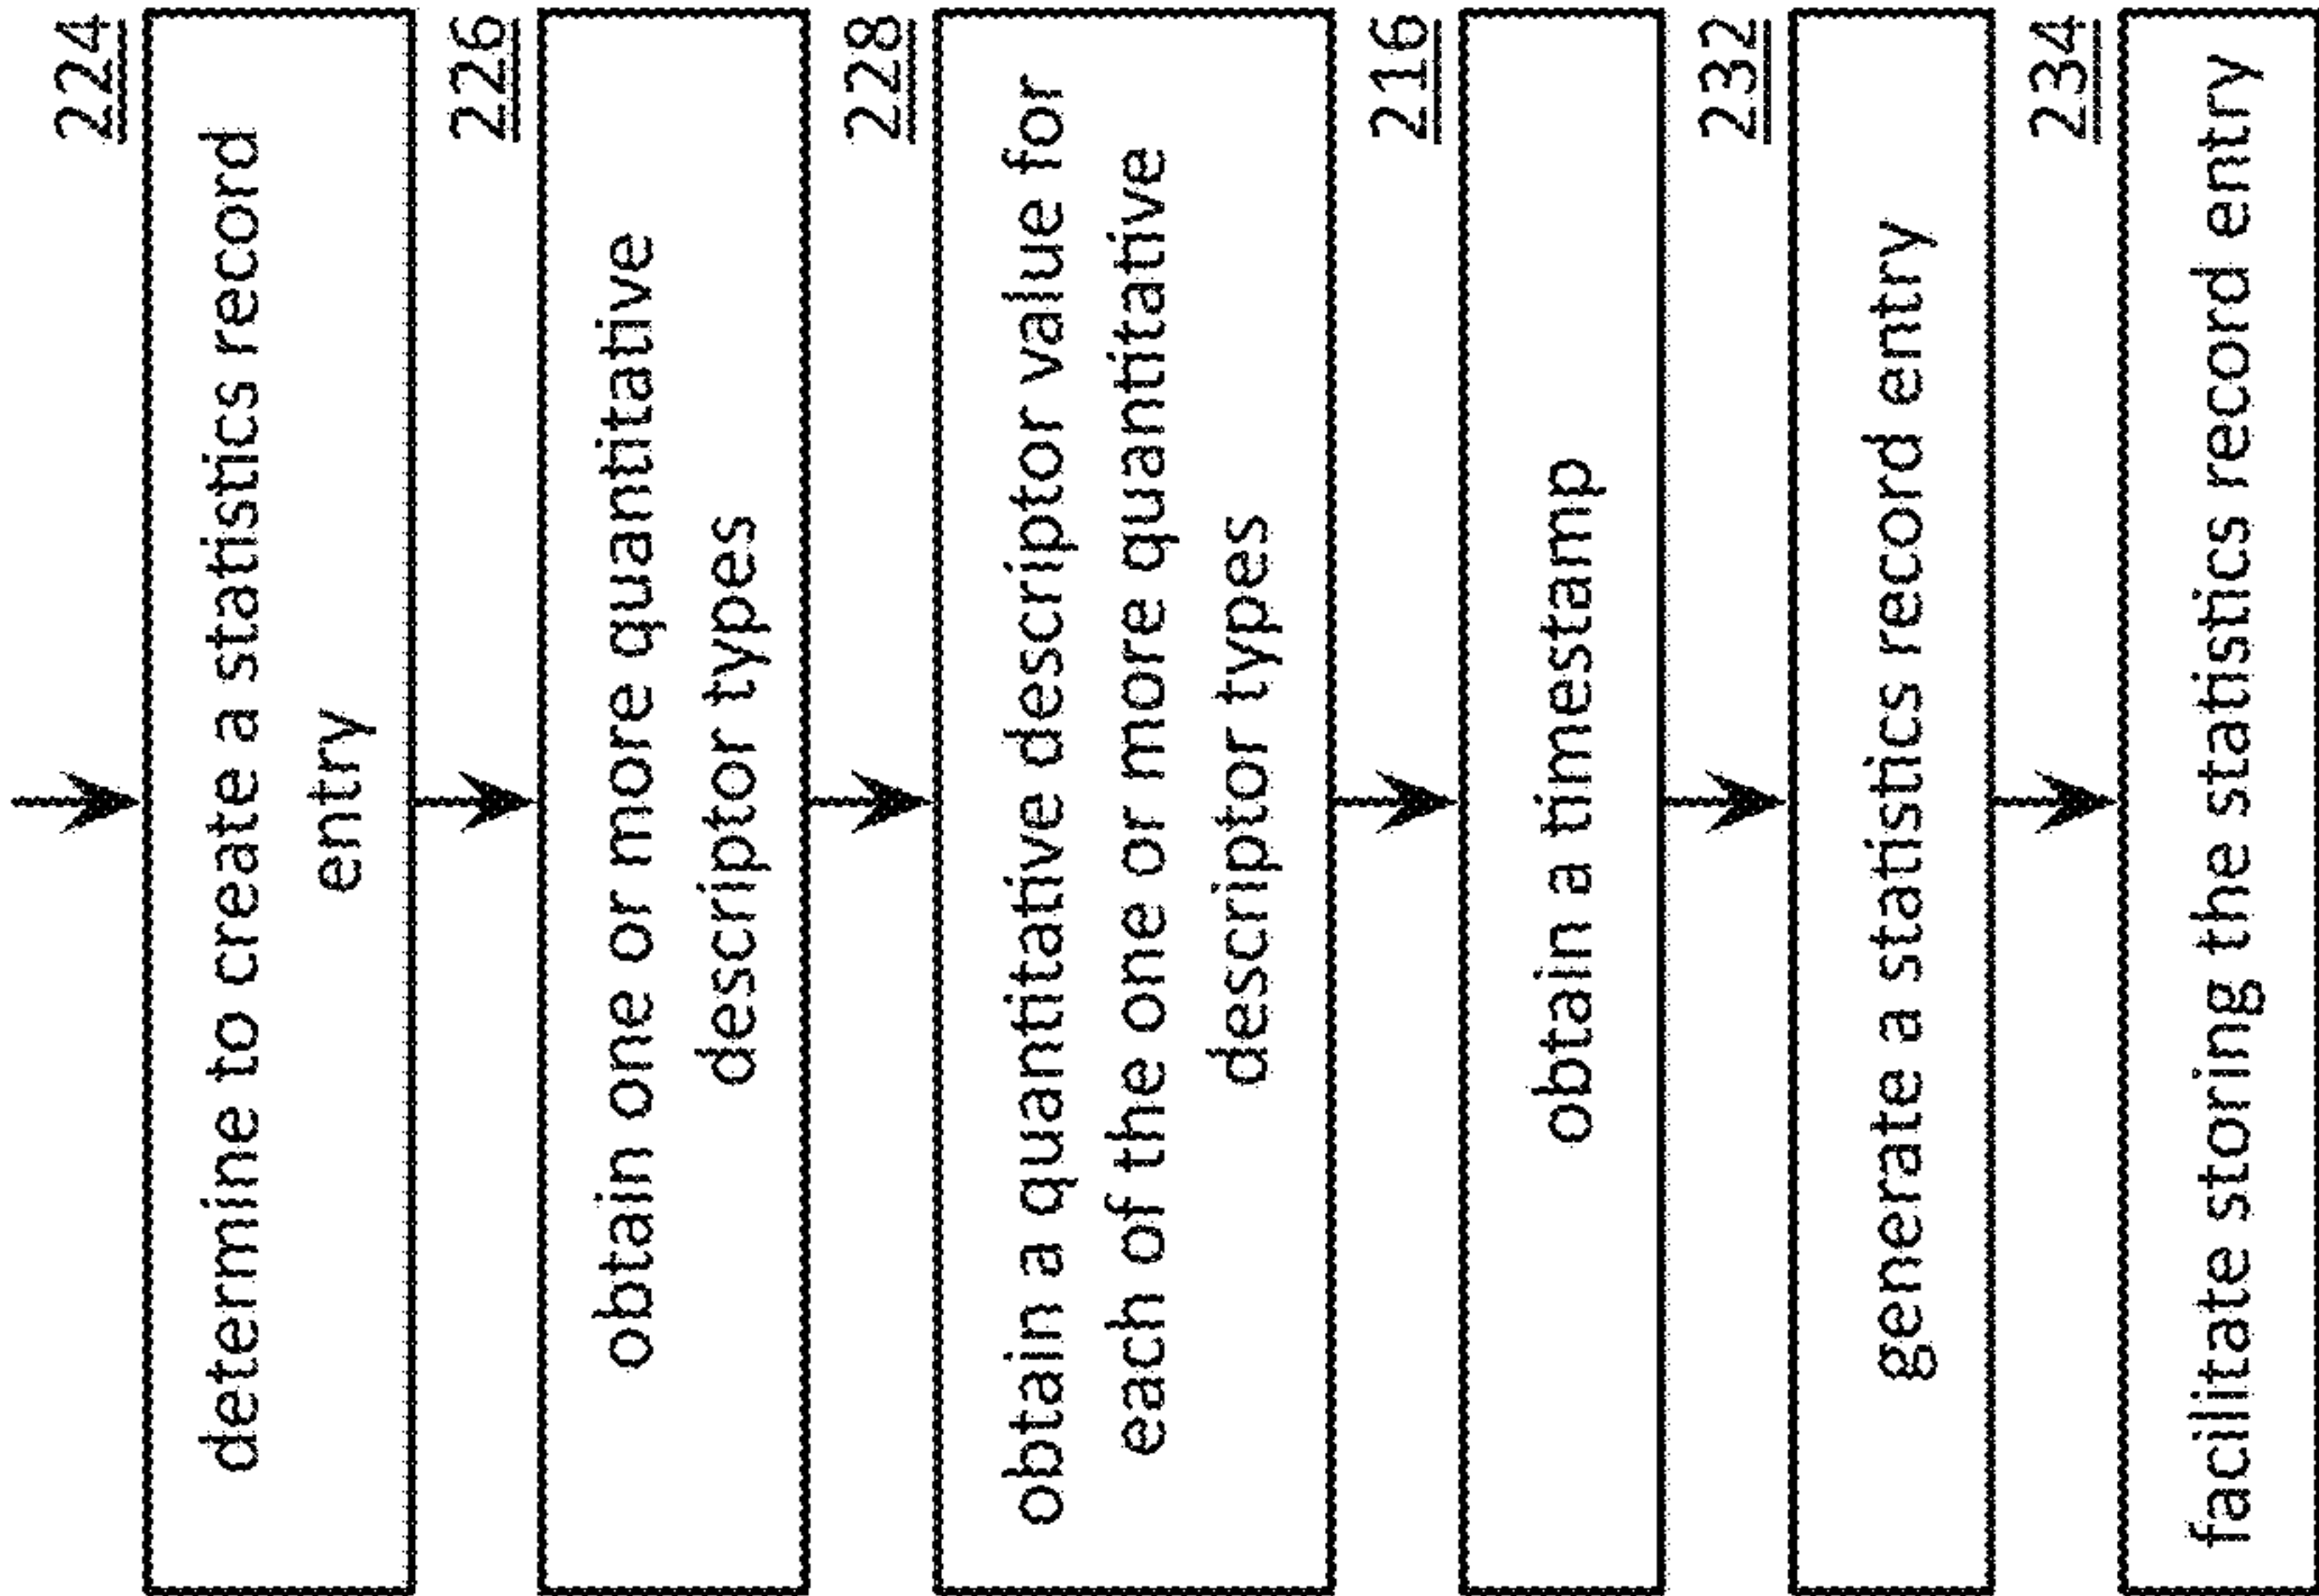 224
determine to create a statistics record
entry
226
obtain one or more quantitative
descriptor types
228
obtain a quantitative descriptor value for
each of the one or more quantitative
descriptor types
216
obtain a timestamp
232
generate a statistics record entry
234
facilitate storing the statistics record entry